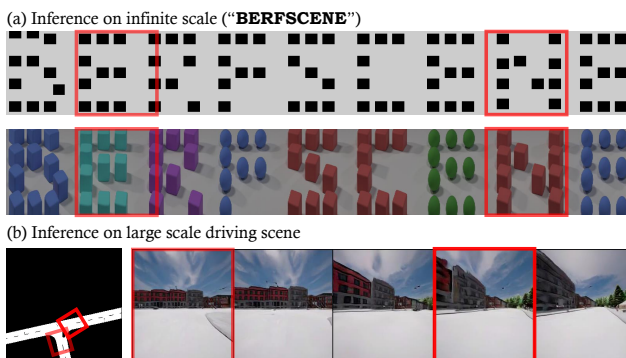 (a) Inference on infinite scale (“BERFSCENE”)
(b) Inference on large scale driving scene